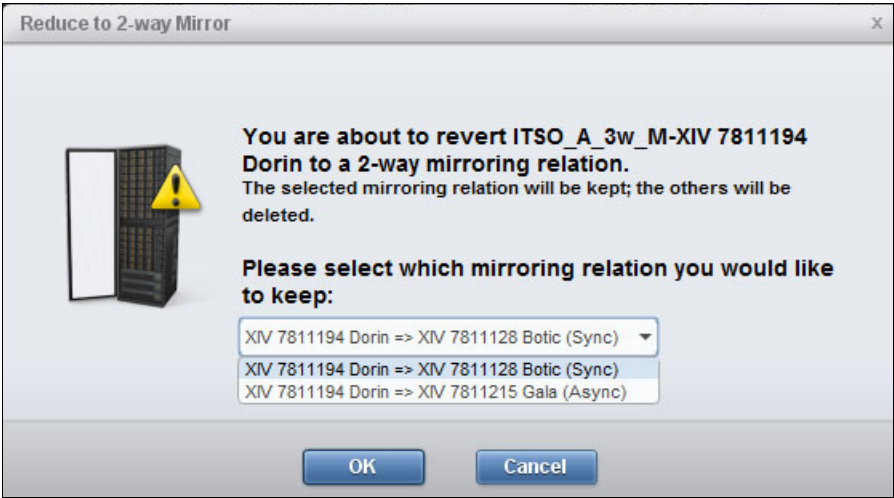 Reduce to 2-way Mirror
x
You are about to revert ITSO_A_3w_M-XIV 7811194
Dorin to a 2-way mirroring relation.
The selected mirroring relation will be kept; the others will be
deleted.
Please select which mirroring relation you would like
to keep:
XIV 7811194 Dorin => XIV 7811128 Botic (Sync)
XIV 7811194 Dorin => XIV 7811128 Botic (Sync)
XIV 7811194 Dorin => XIV 7811215 Gala (Async)
OK
Cancel